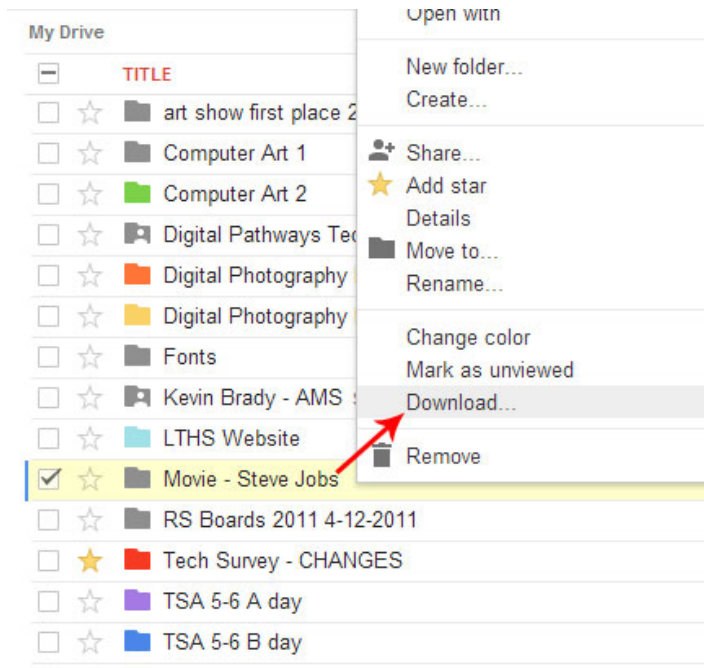 My Drive
TITLE
art show first place 2
Computer Art 1
Computer Art 2
Digital Pathways Tec
Digital Photography
Digital Photography
Fonts
Kevin Brady - AMS
LTHS Website
Movie - Steve Jobs
RS Boards 2011 4-12-2011
Tech Survey - CHANGES
TSA 5-6 A day
TSA 5-6 B day
Open with
New folder...
Create...
Share...
Add star
Details
Move to...
Rename...
Change color
Mark as unviewed
Download...
Remove